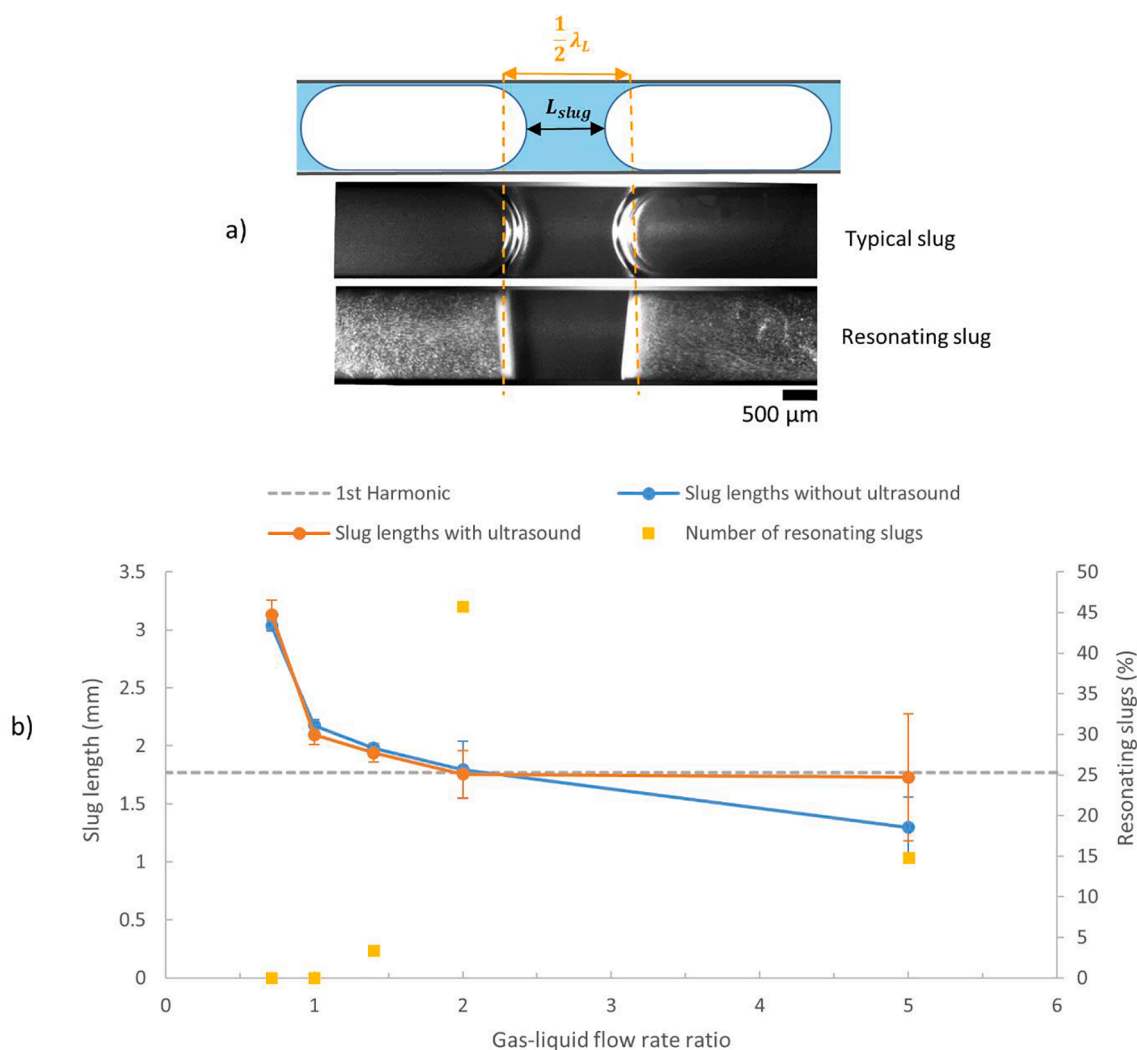 1/2 λ_L
L_slug
a)
Typical slug
Resonating slug
500 µm
1st Harmonic
Slug lengths without ultrasound
Slug lengths with ultrasound
Number of resonating slugs
b)
Slug length (mm)
3.5
3
2.5
2
1.5
1
0.5
0
50
45
40
35
30
25
20
15
10
5
0
Resonating slugs (%)
0 1 2 3 4 5 6
Gas-liquid flow rate ratio